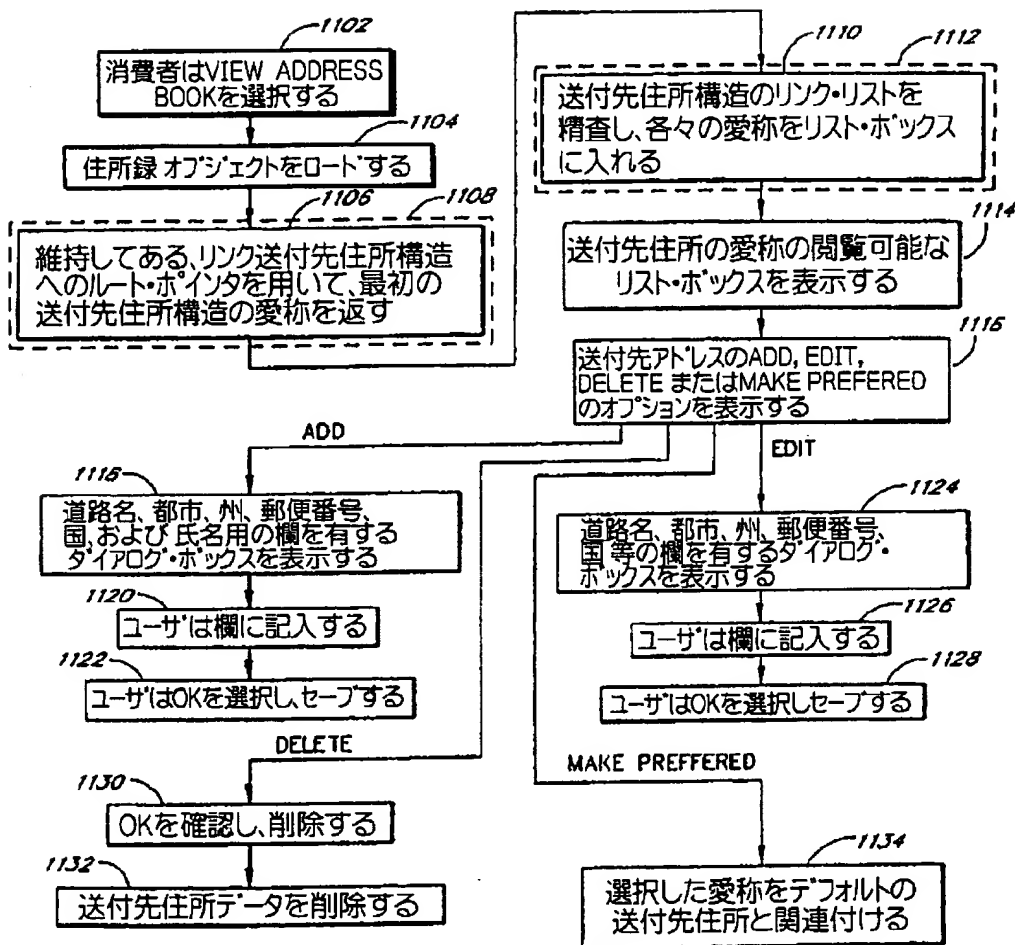 1102
消費者はVIEW ADDRESS
BOOKを選択する
1104
住所録 オブジェクトをロードする
1106
1108
維持してある、リンク送付先住所構造
へのルート・ポインタを用いて、最初の
送付先住所構造の愛称を返す
1110
1112
送付先住所構造のリンク・リストを
精査し、各々の愛称をリスト・ボックス
に入れる
1114
送付先住所の愛称の閲覧可能な
リスト・ボックスを表示する
1116
送付先アドレスのADD, EDIT,
DELETE またはMAKE PREFERED
のオプションを表示する
ADD
EDIT
1118
道路名、都市、州、郵便番号、
国、および 氏名用の欄を有する
ダイアログ・ボックスを表示する
1120
ユーザは欄に記入する
1122
ユーザはOKを選択し、セーブする
1124
道路名、都市、州、郵便番号、
国 等の欄を有するダイアログ・
ボックスを表示する
1126
ユーザは欄に記入する
1128
ユーザはOKを選択しセーブする
DELETE
MAKE PREFFERED
1130
OKを確認し、削除する
1132
送付先住所データを削除する
1134
選択した愛称をデフォルトの
送付先住所と関連付ける